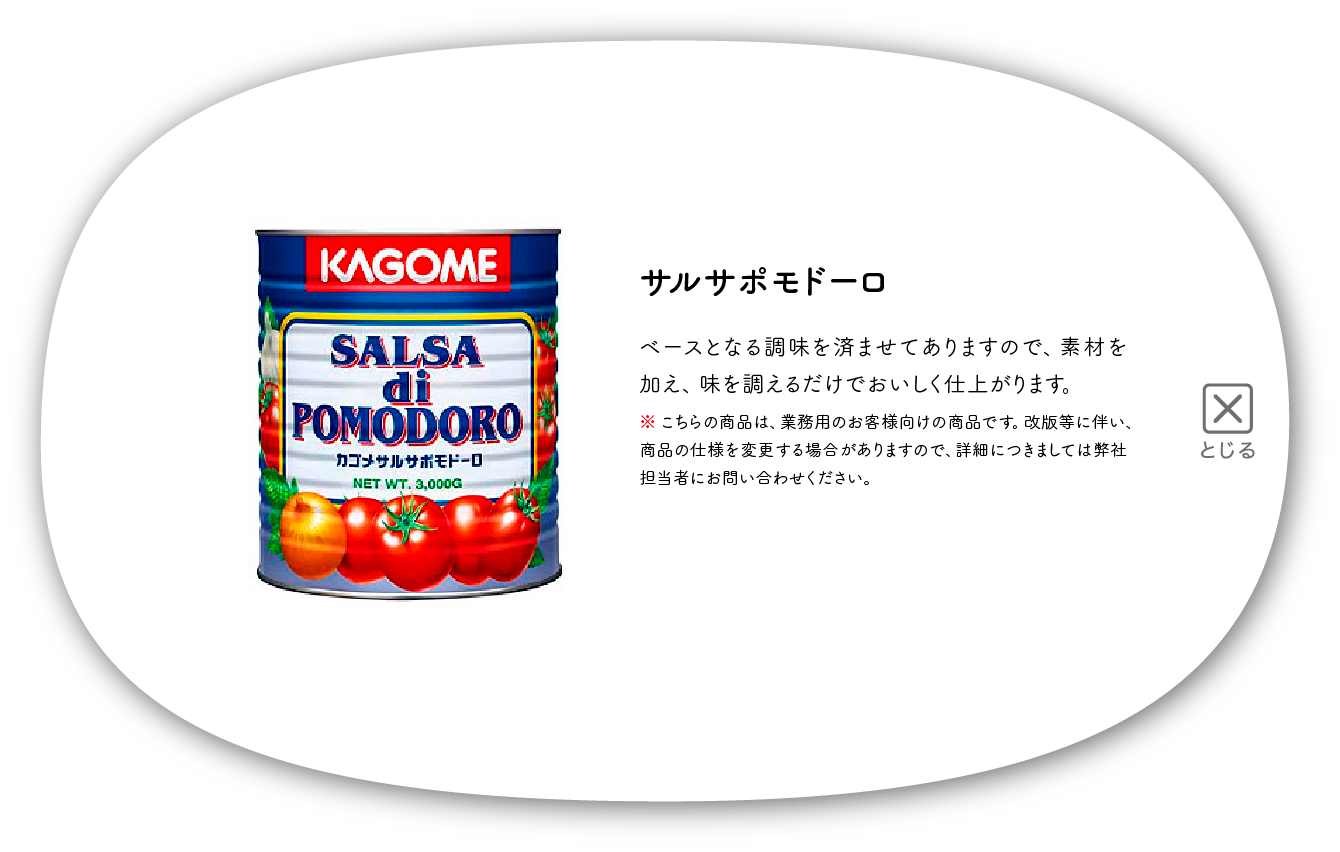 KAGOME
SALSA
di
POMODORO
カゴメサルサポモドーロ
NET WT. 3,000G
サルサポモドーロ
ベースとなる調味を済ませてありますので、素材を
加え、味を調えるだけでおいしく仕上がります。
※ こちらの商品は、業務用のお客様向けの商品です。改版等に伴い、
商品の仕様を変更する場合がありますので、詳細につきましては弊社
担当者にお問い合わせください。
とじる